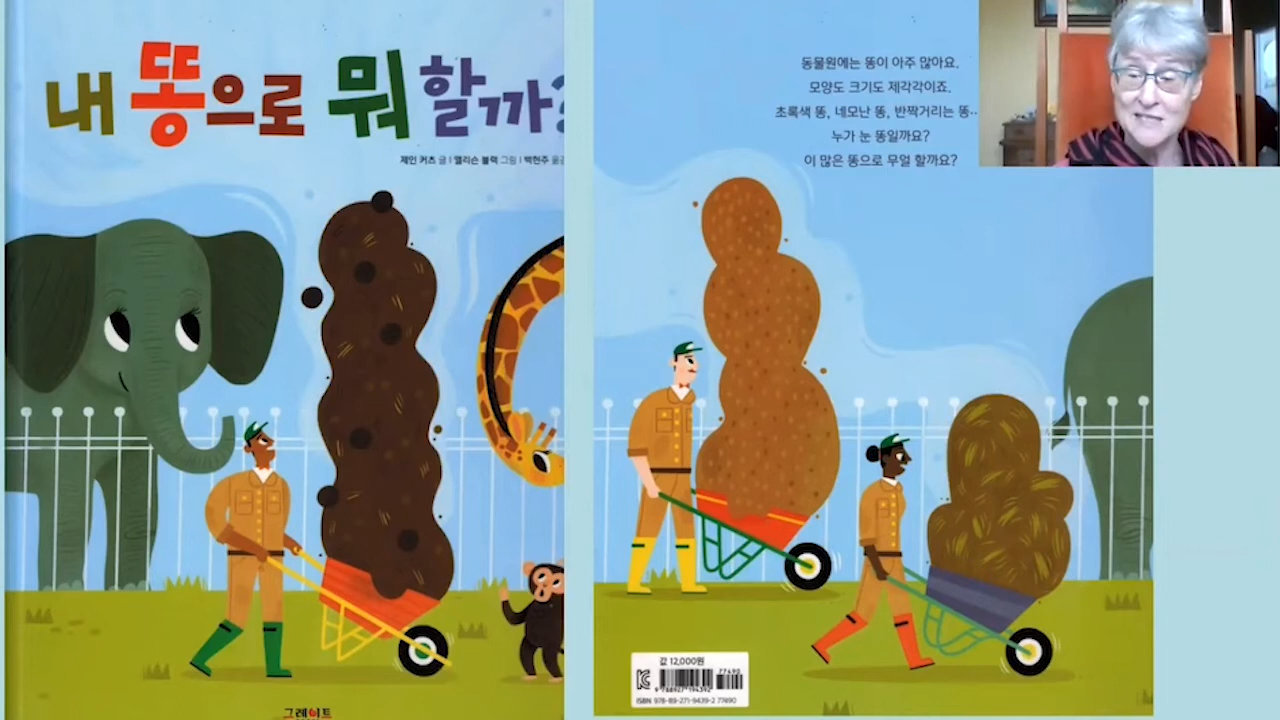 내 똥으로 뭐 할까?
제인 커츠 글 | 앨리슨 블랙 그림 | 백현주 옮김
그레이트
동물원에는 똥이 아주 많아요.
모양도 크기도 제각각이죠.
초록색 똥, 네모난 똥, 반짝거리는 똥..
누가 눈 똥일까요?
이 많은 똥으로 무얼 할까요?
값 12,000원
77490
9 788927 194392
ISBN 978-89-271-9439-2 77490